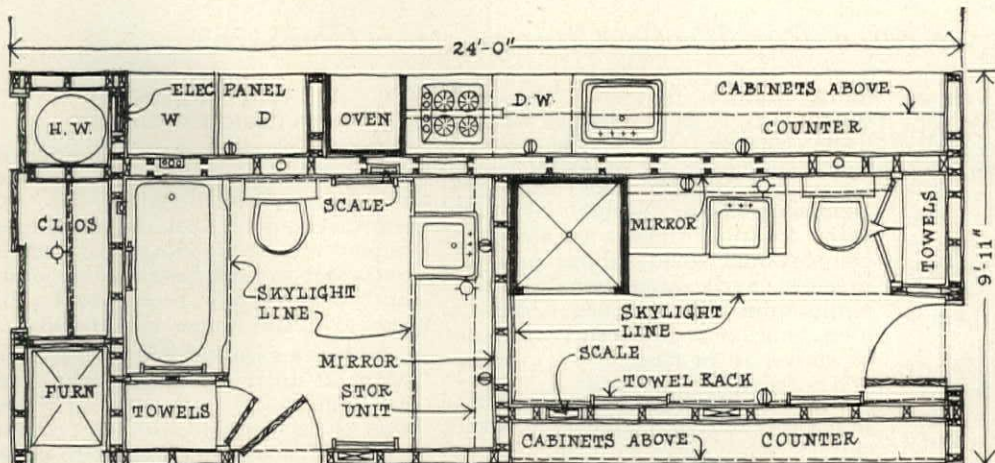 24'-0"
ELEC PANEL
CABINETS ABOVE
H.W.
W
D
OVEN
D.W.
COUNTER
SCALE
MIRROR
TOWELS
CLOS
9'-11"
SKYLIGHT
LINE
SKYLIGHT
LINE
MIRROR
SCALE
FURN
TOWELS
STOR
UNIT
TOWEL RACK
CABINETS ABOVE
COUNTER